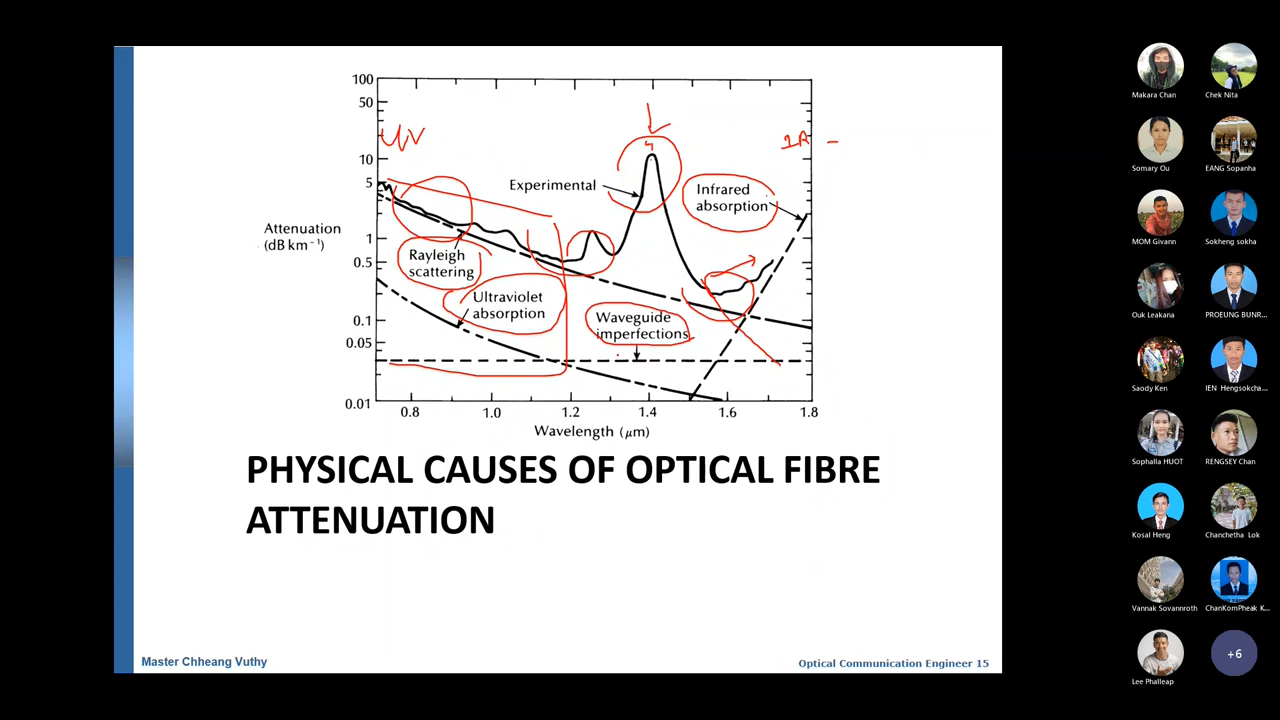 100
50
10
5
1
0.5
0.1
0.05
0.01
Attenuation
(dB km⁻¹)
UV
IR -
Experimental
Infrared
absorption
Rayleigh
scattering
Ultraviolet
absorption
Waveguide
imperfections
0.8 1.0 1.2 1.4 1.6 1.8
Wavelength (μm)
PHYSICAL CAUSES OF OPTICAL FIBRE
ATTENUATION
Master Chheang Vuthy
Optical Communication Engineer 15
Makara Chan
Chek Nita
Somary Ou
EANG Sopanha
MOM Givann
Sokheng sokha
Ouk Leakana
PROEUNG BUNR...
Saody Ken
IEN Hengsokcha...
Sophalla HUOT
RENGSEY Chan
Kosal Heng
Chanchetha Lok
Vannak Sovannroth
ChanKomPheak K...
Lee Phalleap
+6